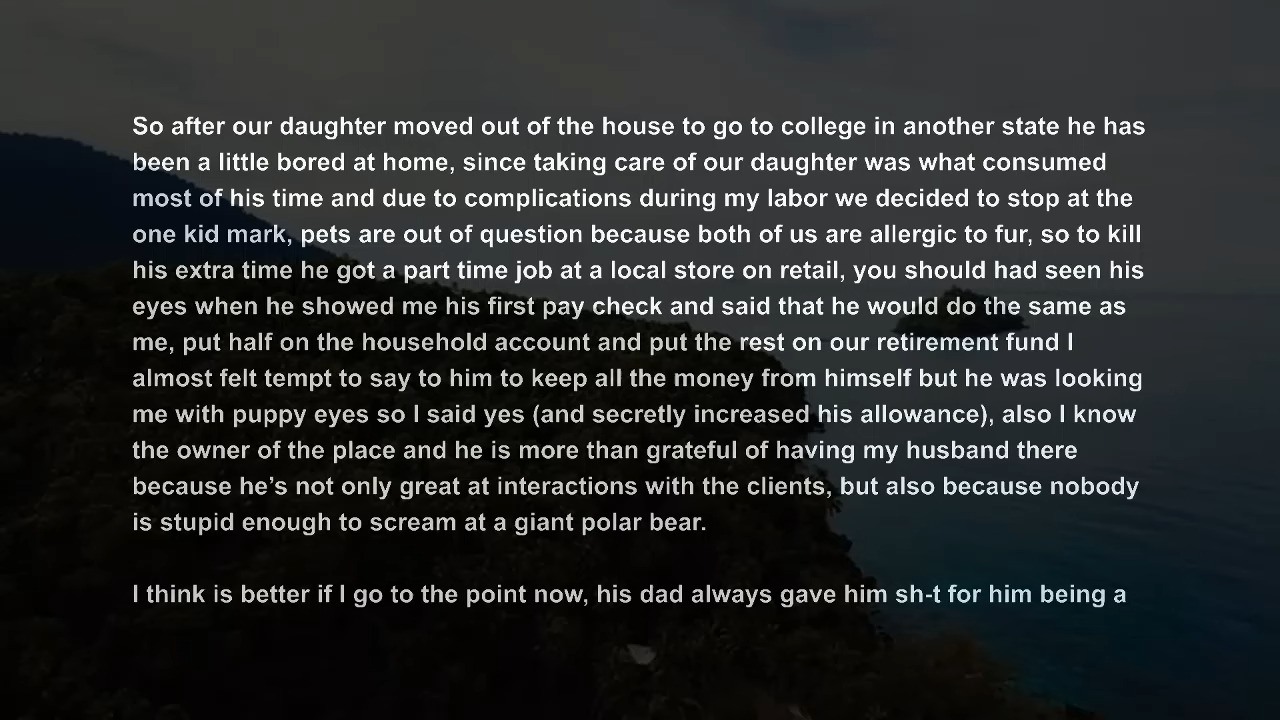 So after our daughter moved out of the house to go to college in another state he has
been a little bored at home, since taking care of our daughter was what consumed
most of his time and due to complications during my labor we decided to stop at the
one kid mark, pets are out of question because both of us are allergic to fur, so to kill
his extra time he got a part time job at a local store on retail, you should had seen his
eyes when he showed me his first pay check and said that he would do the same as
me, put half on the household account and put the rest on our retirement fund I
almost felt tempt to say to him to keep all the money from himself but he was looking
me with puppy eyes so I said yes (and secretly increased his allowance), also I know
the owner of the place and he is more than grateful of having my husband there
because he’s not only great at interactions with the clients, but also because nobody
is stupid enough to scream at a giant polar bear.
I think is better if I go to the point now, his dad always gave him sh-t for him being a